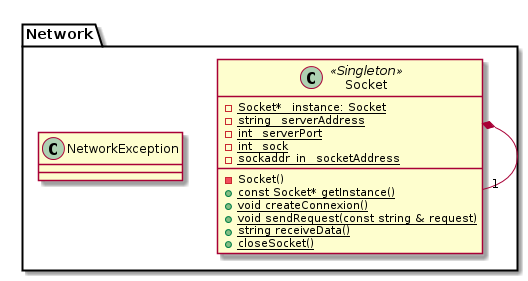 Network
C NetworkException
C «Singleton»
Socket
Socket* _instance: Socket
string _serverAddress
int _serverPort
int _sock
sockaddr_in _socketAddress
Socket()
const Socket* getInstance()
void createConnexion()
void sendRequest(const string & request)
string receiveData()
closeSocket()
1